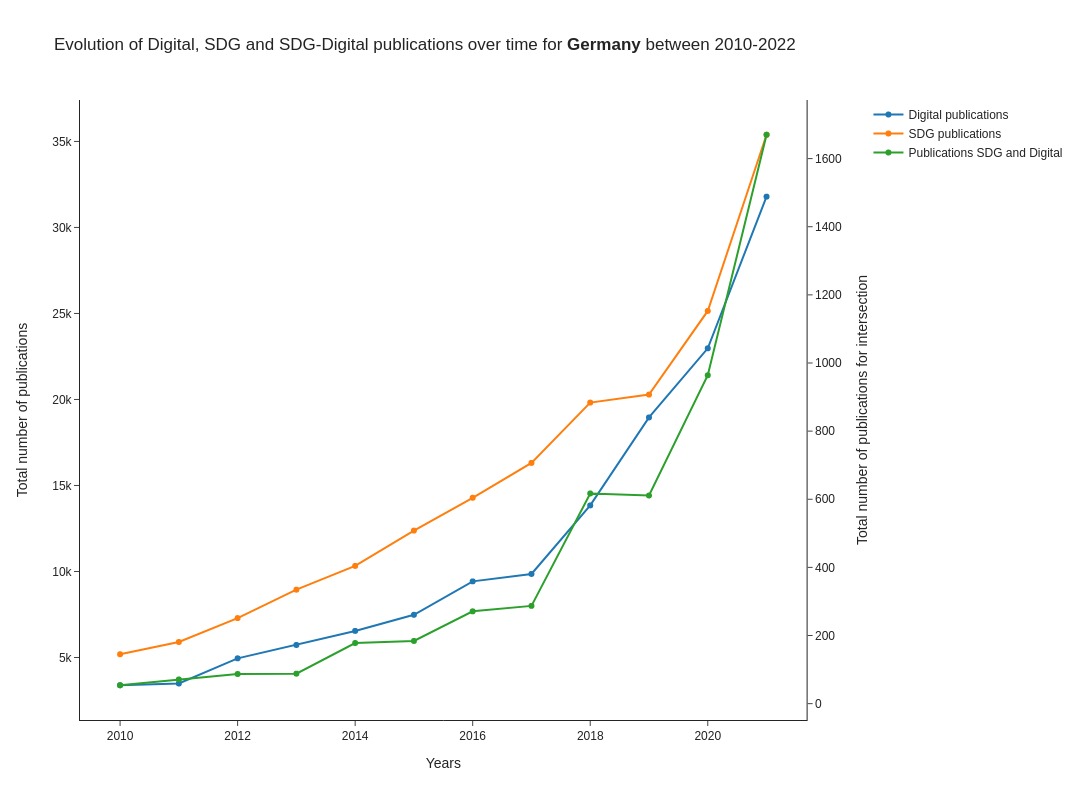 Evolution of Digital, SDG and SDG-Digital publications over time for Germany between 2010-2022
Digital publications
SDG publications
Publications SDG and Digital
Total number of publications
35k
30k
25k
20k
15k
10k
5k
1600
1400
1200
1000
800
600
400
200
0
Total number of publications for intersection
2010 2012 2014 2016 2018 2020
Years